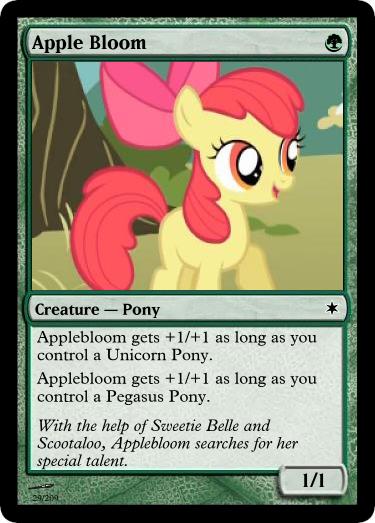 Apple Bloom
Creature — Pony
Applebloom gets +1/+1 as long as you
control a Unicorn Pony.
Applebloom gets +1/+1 as long as you
control a Pegasus Pony.
With the help of Sweetie Belle and
Scootaloo, Applebloom searches for her
special talent.
1/1
29/209